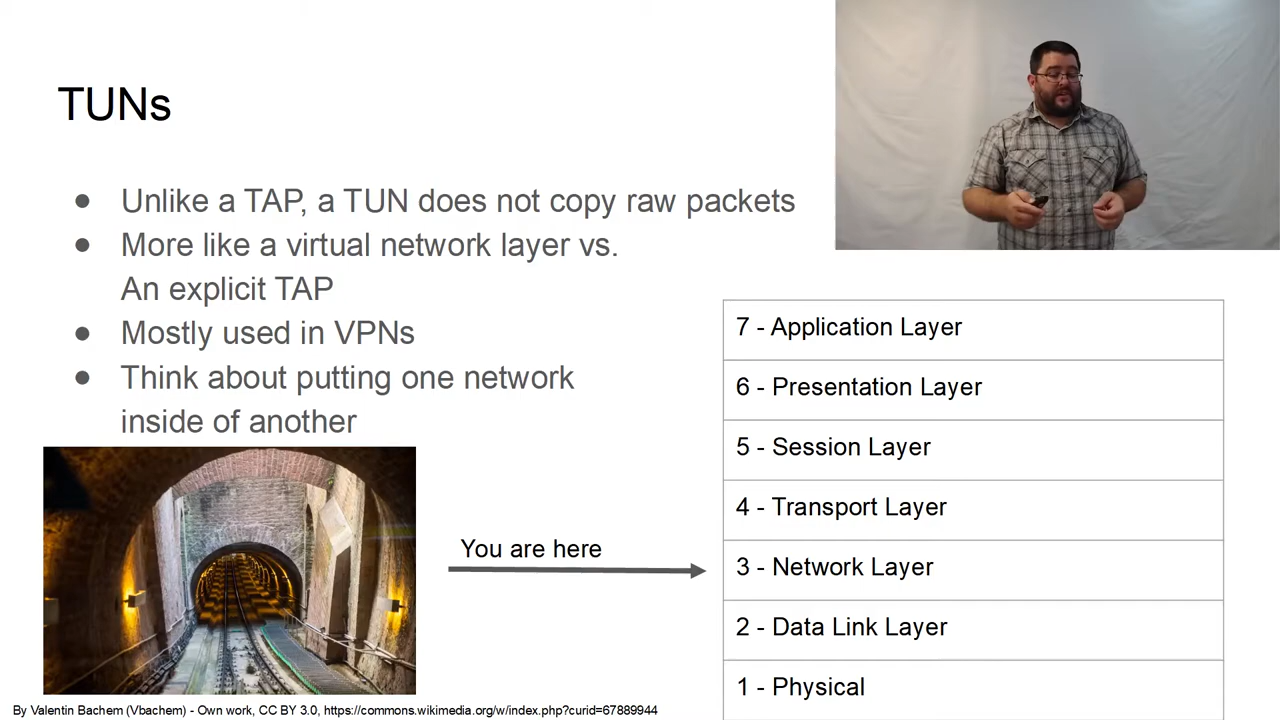 TUNs
● Unlike a TAP, a TUN does not copy raw packets
● More like a virtual network layer vs.
An explicit TAP
● Mostly used in VPNs
● Think about putting one network
inside of another
You are here
7 - Application Layer
6 - Presentation Layer
5 - Session Layer
4 - Transport Layer
3 - Network Layer
2 - Data Link Layer
1 - Physical
By Valentin Bachem (Vbachem) - Own work, CC BY 3.0, https://commons.wikimedia.org/w/index.php?curid=67889944